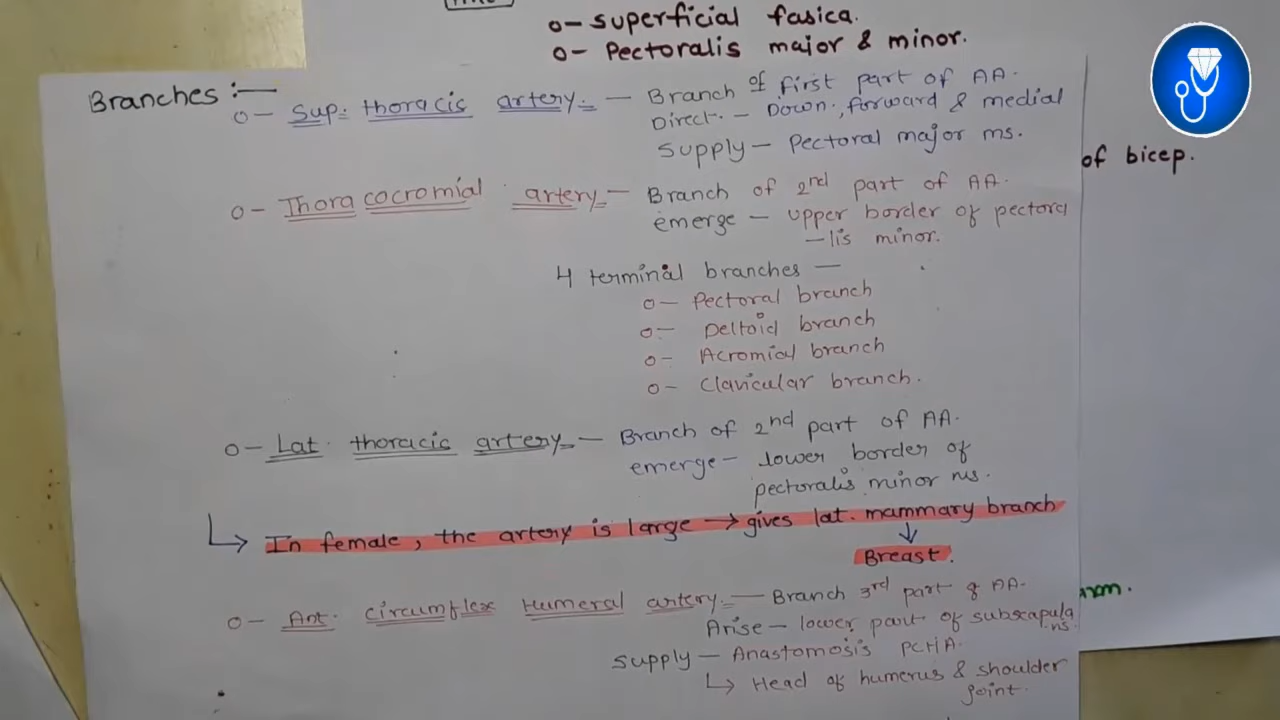 o- superficial fasica.
o- Pectoralis major & minor.
Branches :-
o- Sup. thoracis artery. - Branch of first part of AA.
Direct. - Down, forward & medial
Supply - Pectoral major ms.
of bicep.
o- Thoracocromial artery - Branch of 2nd part of AA.
emerge - Upper border of pectora
-lis minor.
4 terminal branches -
o- Pectoral branch
o- Deltoid branch
o- Acromial branch
o- Clavicular branch.
o- Lat. thoracic artery - Branch of 2nd part of AA.
emerge - lower border of
pectoralis minor ms.
↳ In female, the artery is large → gives lat. mammary branch
↓
Breast.
o- Ant. circumflex Humeral artery. - Branch 3rd part of AA.
Arise - lower part of subscapula
ms.
Supply - Anastomosis PCHA.
↳ Head of humerus & shoulder
joint.